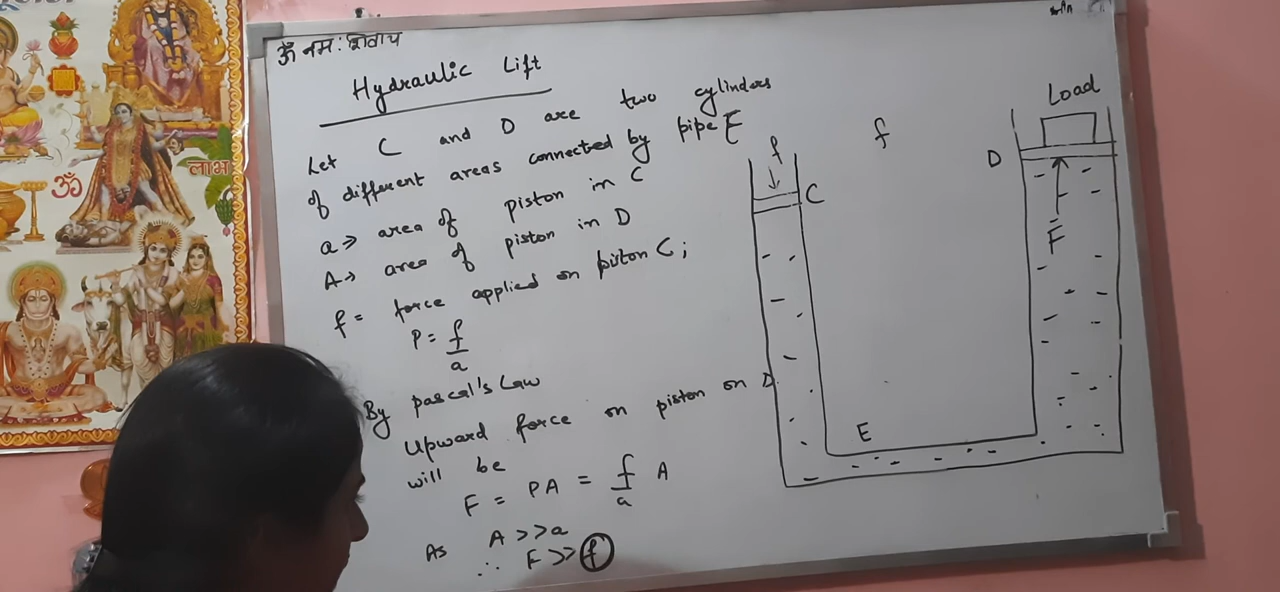 ॐ नमः शिवाय
Hydraulic Lift
Let C and D are two cylinders
of different areas connected by pipe E
a → area of piston in C
A → area of piston in D
f = force applied on piston C;
P = f/a
By pascal's Law
Upward force on piston on D
will be
F = PA = f/a A
As A >> a
∴ F >> f
f
C
f
D
Load
F
E
ॐ
लाभ